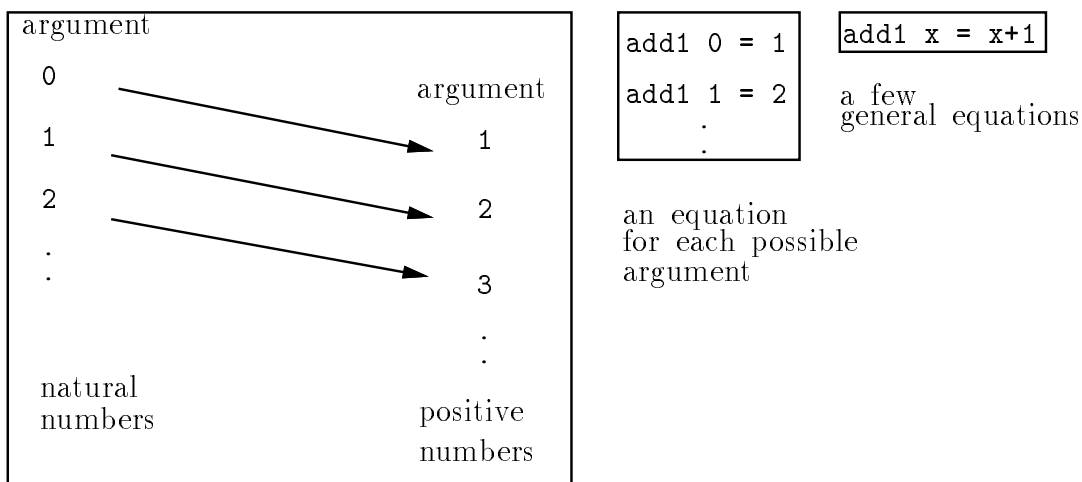 argument
0
1
2
.
.
natural
numbers
argument
1
2
3
.
.
positive
numbers
add1 0 = 1
add1 1 = 2
.
.
an equation
for each possible
argument
add1 x = x+1
a few
general equations